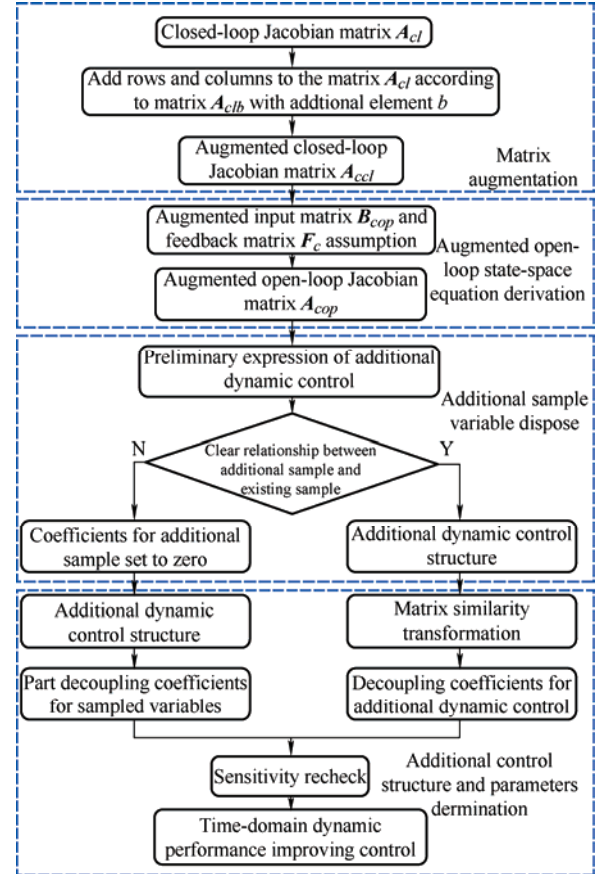 Closed-loop Jacobian matrix A_cl
Add rows and columns to the matrix A_cl according
to matrix A_clb with addtional element b
Augmented closed-loop
Jacobian matrix A_ccl
Matrix
augmentation
Augmented input matrix B_cop and
feedback matrix F_c assumption
Augmented open-loop Jacobian
matrix A_cop
Augmented open-
loop state-space
equation derivation
Preliminary expression of additional
dynamic control
Additional sample
variable dispose
N
Y
Clear relationship between
additional sample and
existing sample
Coefficients for additional
sample set to zero
Additional dynamic control
structure
Additional dynamic
control structure
Matrix similarity
transformation
Part decoupling coefficients
for sampled variables
Decoupling coefficients for
additional dynamic control
Sensitivity recheck
Additional control
structure and parameters
dermination
Time-domain dynamic
performance improving control